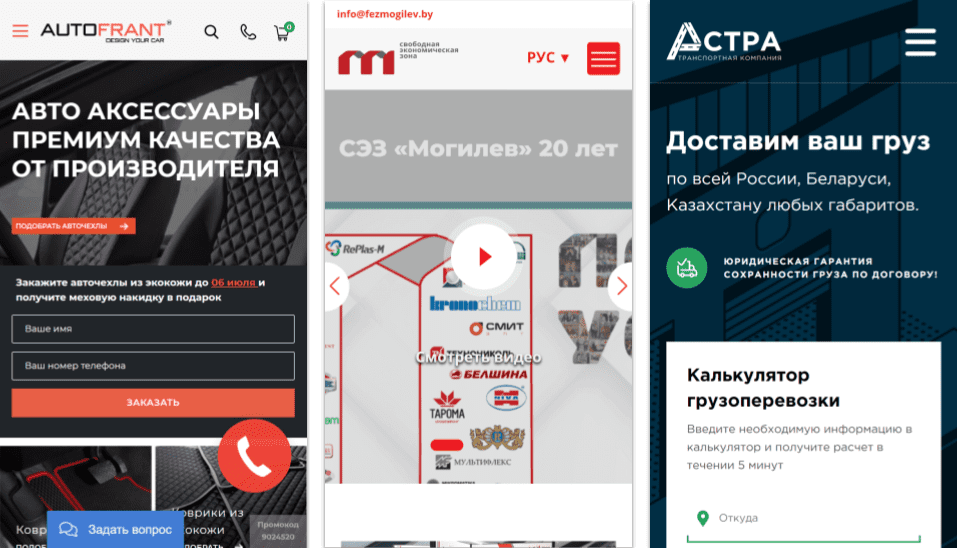 AUTOFRANT®
DESIGN YOUR CAR
0
АВТО АКСЕССУАРЫ
ПРЕМИУМ КАЧЕСТВА
ОТ ПРОИЗВОДИТЕЛЯ
ПОДОБРАТЬ АВТОЧЕХЛЫ
Закажите авточехлы из экокожи до 06 июля и
получите меховую накидку в подарок
Ваше имя
Ваш номер телефона
ЗАКАЗАТЬ
Ковр
Коврики из
экокожи
Задать вопрос
Промокод
9024520
info@fezmogilev.by
свободная
экономическая
зона
РУС ▼
СЭЗ «Могилев» 20 лет
RePlas-M
kronochem
СМИТ
ТЕХНОНИКОЛЬ
Смотреть видео
БЕЛШИНА
ТАРОМА
МУЛЬТИФЛЕКС
АСТРА
ТРАНСПОРТНАЯ КОМПАНИЯ
Доставим ваш груз
по всей России, Беларуси,
Казахстану любых габаритов.
ЮРИДИЧЕСКАЯ ГАРАНТИЯ
СОХРАННОСТИ ГРУЗА ПО ДОГОВОРУ!
Калькулятор
грузоперевозки
Введите необходимую информацию в
калькулятор и получите расчет в
течении 5 минут
Откуда